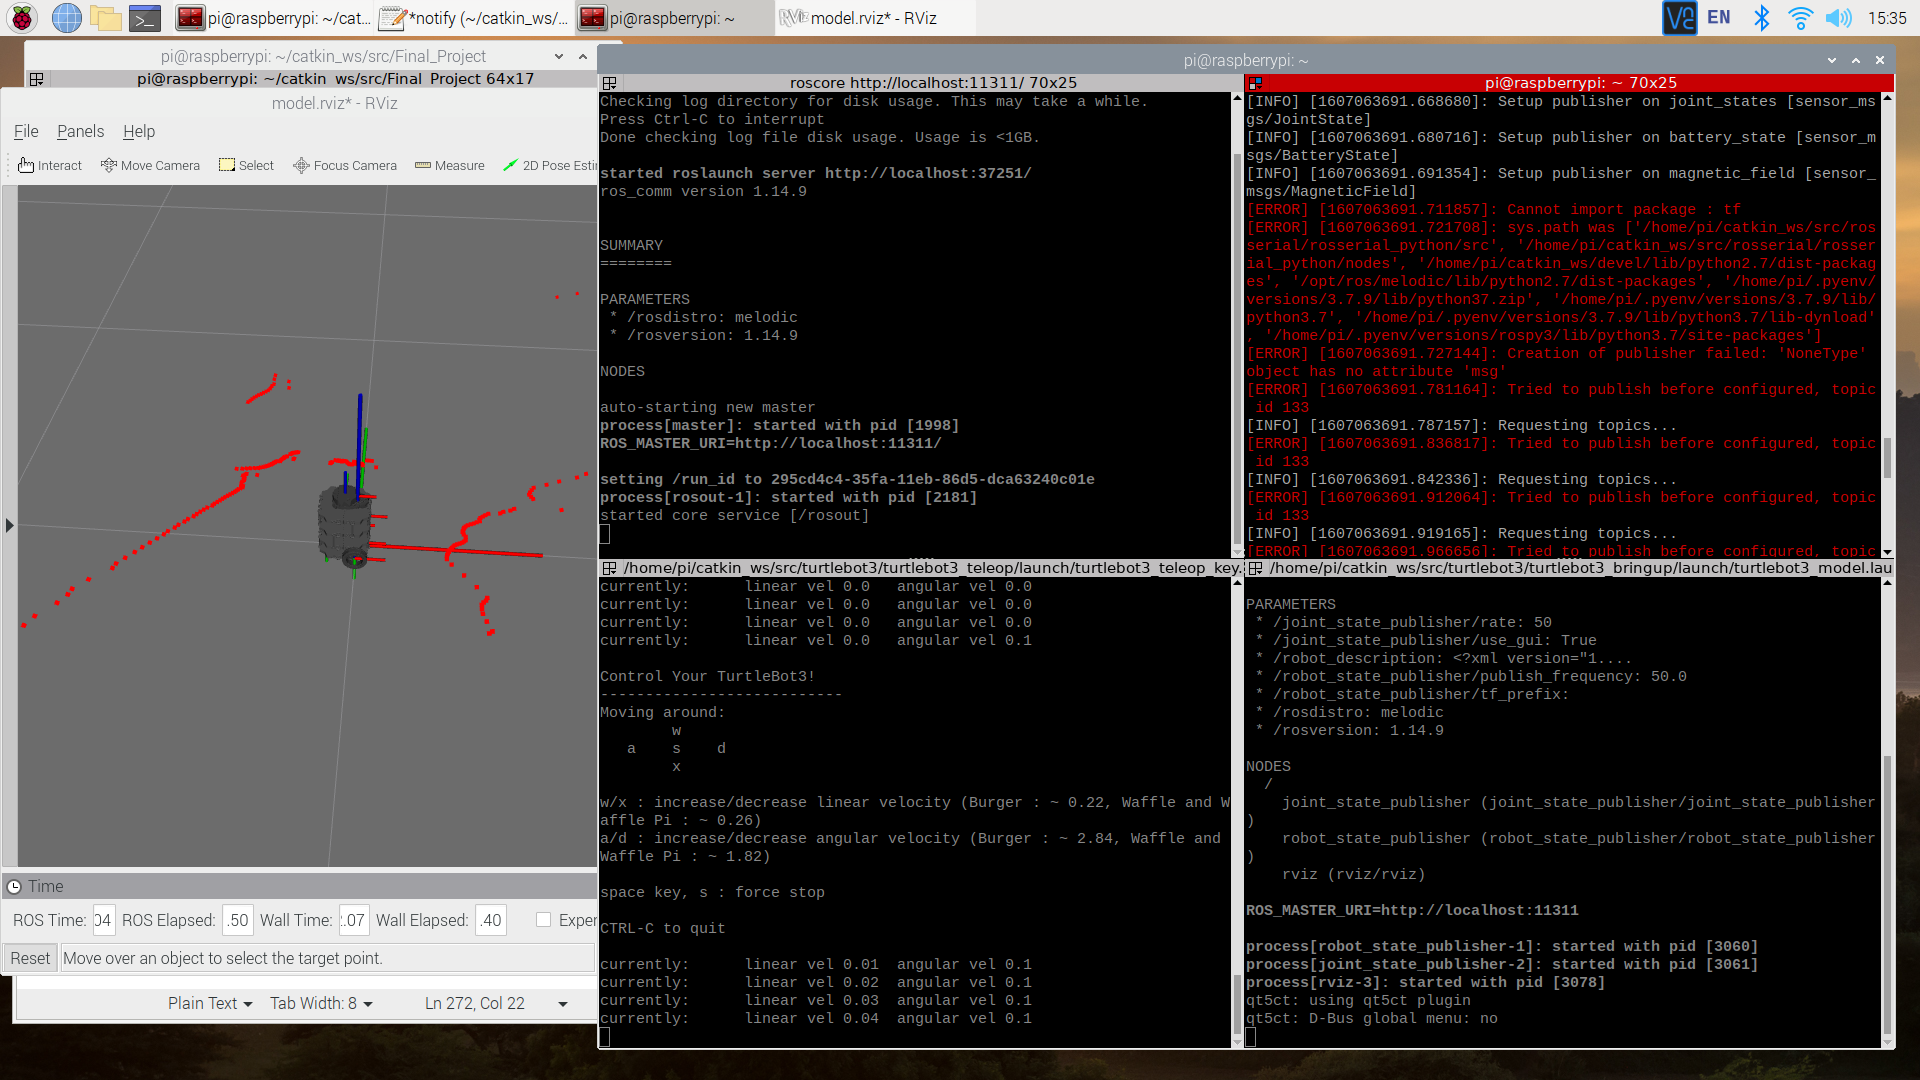 pi@raspberrypi: ~/cat...
*notify (~/catkin_ws/...
pi@raspberrypi: ~
model.rviz* - RViz
EN
15:35
pi@raspberrypi: ~/catkin_ws/src/Final_Project
pi@raspberrypi: ~/catkin_ws/src/Final_Project 64x17
model.rviz* - RViz
File Panels Help
Interact Move Camera Select Focus Camera Measure 2D Pose Esti
Time
ROS Time: 04 ROS Elapsed: .50 Wall Time: :.07 Wall Elapsed: .40 Exper
Reset Move over an object to select the target point.
Plain Text Tab Width: 8 Ln 272, Col 22
pi@raspberrypi: ~
roscore http://localhost:11311/ 70x25
Checking log directory for disk usage. This may take a while.
Press Ctrl-C to interrupt
Done checking log file disk usage. Usage is <1GB.
started roslaunch server http://localhost:37251/
ros_comm version 1.14.9
SUMMARY
========
PARAMETERS
* /rosdistro: melodic
* /rosversion: 1.14.9
NODES
auto-starting new master
process[master]: started with pid [1998]
ROS_MASTER_URI=http://localhost:11311/
setting /run_id to 295cd4c4-35fa-11eb-86d5-dca63240c01e
process[rosout-1]: started with pid [2181]
started core service [/rosout]
pi@raspberrypi: ~ 70x25
[INFO] [1607063691.668680]: Setup publisher on joint_states [sensor_ms
gs/JointState]
[INFO] [1607063691.680716]: Setup publisher on battery_state [sensor_m
sgs/BatteryState]
[INFO] [1607063691.691354]: Setup publisher on magnetic_field [sensor_
msgs/MagneticField]
[ERROR] [1607063691.711857]: Cannot import package : tf
[ERROR] [1607063691.721708]: sys.path was ['/home/pi/catkin_ws/src/ros
serial/rosserial_python/src', '/home/pi/catkin_ws/src/rosserial/rosser
ial_python/nodes', '/home/pi/catkin_ws/devel/lib/python2.7/dist-packag
es', '/opt/ros/melodic/lib/python2.7/dist-packages', '/home/pi/.pyenv/
versions/3.7.9/lib/python37.zip', '/home/pi/.pyenv/versions/3.7.9/lib/
python3.7', '/home/pi/.pyenv/versions/3.7.9/lib/python3.7/lib-dynload'
, '/home/pi/.pyenv/versions/rospy3/lib/python3.7/site-packages']
[ERROR] [1607063691.727144]: Creation of publisher failed: 'NoneType'
object has no attribute 'msg'
[ERROR] [1607063691.781164]: Tried to publish before configured, topic
id 133
[INFO] [1607063691.787157]: Requesting topics...
[ERROR] [1607063691.836817]: Tried to publish before configured, topic
id 133
[INFO] [1607063691.842336]: Requesting topics...
[ERROR] [1607063691.912064]: Tried to publish before configured, topic
id 133
[INFO] [1607063691.919165]: Requesting topics...
[ERROR] [1607063691.966656]: Tried to publish before configured, topic
/home/pi/catkin_ws/src/turtlebot3/turtlebot3_teleop/launch/turtlebot3_teleop_key.
currently: linear vel 0.0 angular vel 0.0
currently: linear vel 0.0 angular vel 0.0
currently: linear vel 0.0 angular vel 0.0
currently: linear vel 0.0 angular vel 0.1
Control Your TurtleBot3!
---------------------------
Moving around:
w
a s d
x
w/x : increase/decrease linear velocity (Burger : ~ 0.22, Waffle and W
affle Pi : ~ 0.26)
a/d : increase/decrease angular velocity (Burger : ~ 2.84, Waffle and
Waffle Pi : ~ 1.82)
space key, s : force stop
CTRL-C to quit
currently: linear vel 0.01 angular vel 0.1
currently: linear vel 0.02 angular vel 0.1
currently: linear vel 0.03 angular vel 0.1
currently: linear vel 0.04 angular vel 0.1
/home/pi/catkin_ws/src/turtlebot3/turtlebot3_bringup/launch/turtlebot3_model.lau
PARAMETERS
* /joint_state_publisher/rate: 50
* /joint_state_publisher/use_gui: True
* /robot_description: <?xml version="1....
* /robot_state_publisher/publish_frequency: 50.0
* /robot_state_publisher/tf_prefix:
* /rosdistro: melodic
* /rosversion: 1.14.9
NODES
/
joint_state_publisher (joint_state_publisher/joint_state_publisher
)
robot_state_publisher (robot_state_publisher/robot_state_publisher
)
rviz (rviz/rviz)
ROS_MASTER_URI=http://localhost:11311
process[robot_state_publisher-1]: started with pid [3060]
process[joint_state_publisher-2]: started with pid [3061]
process[rviz-3]: started with pid [3078]
qt5ct: using qt5ct plugin
qt5ct: D-Bus global menu: no